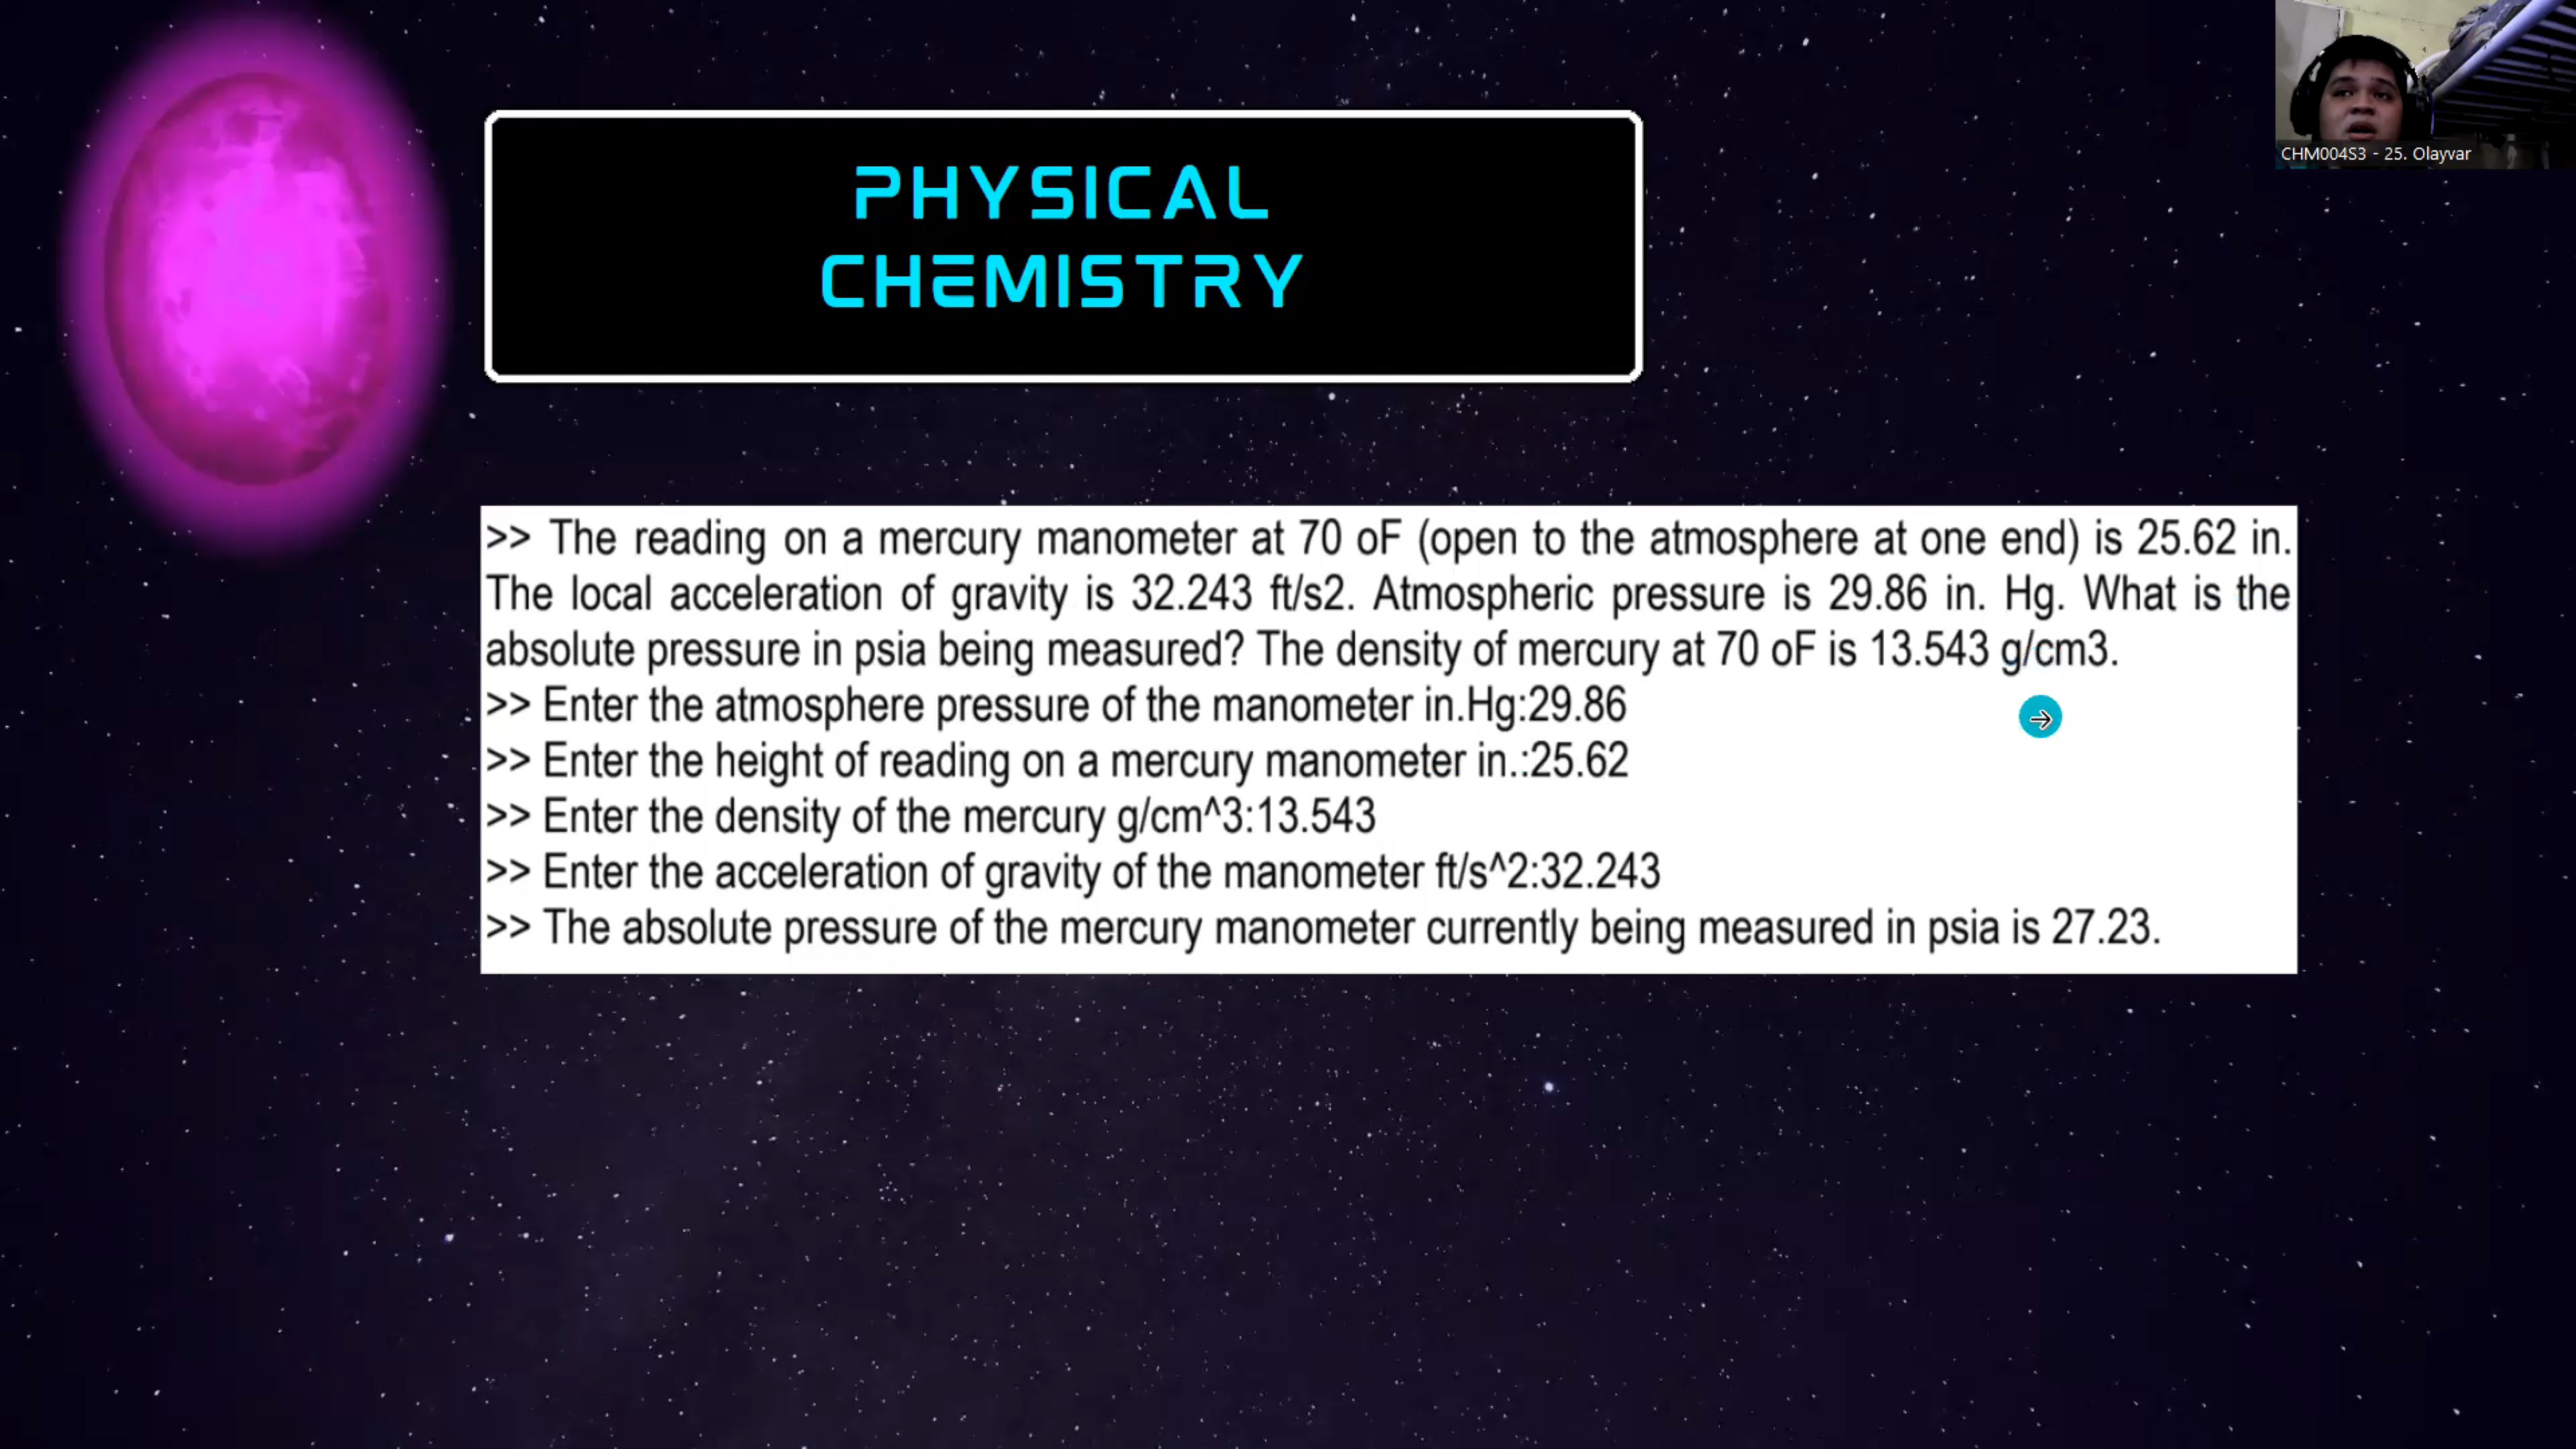 CHM004S3 - 25. Olayvar
PHYSICAL
CHEMISTRY
>> The reading on a mercury manometer at 70 oF (open to the atmosphere at one end) is 25.62 in.
The local acceleration of gravity is 32.243 ft/s2. Atmospheric pressure is 29.86 in. Hg. What is the
absolute pressure in psia being measured? The density of mercury at 70 oF is 13.543 g/cm3.
>> Enter the atmosphere pressure of the manometer in.Hg:29.86
>> Enter the height of reading on a mercury manometer in.:25.62
>> Enter the density of the mercury g/cm^3:13.543
>> Enter the acceleration of gravity of the manometer ft/s^2:32.243
>> The absolute pressure of the mercury manometer currently being measured in psia is 27.23.